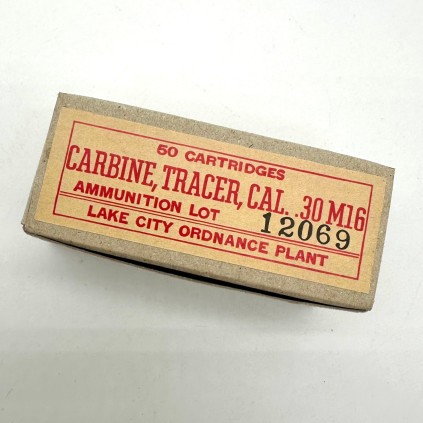 50 CARTRIDGES
CARBINE, TRACER, CAL. .30 M16
AMMUNITION LOT 12069
LAKE CITY ORDNANCE PLANT